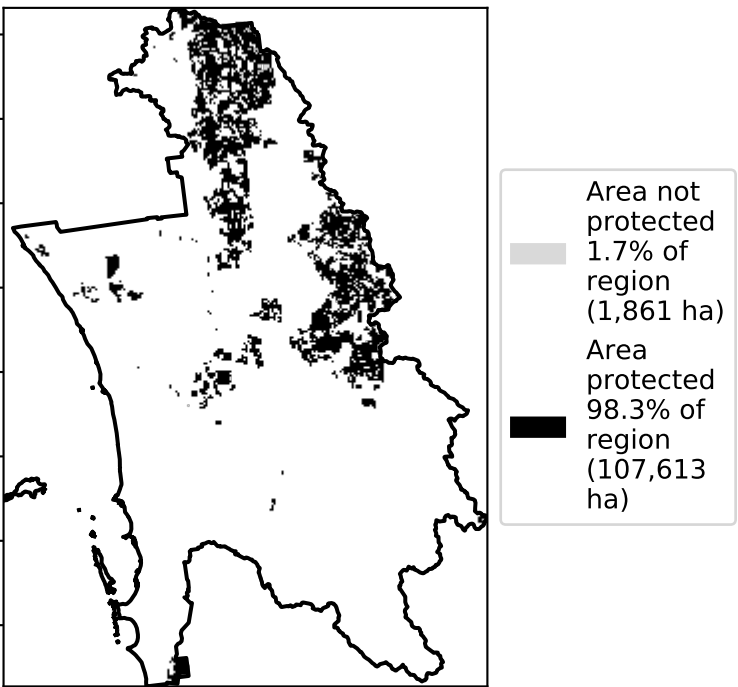 Area not
protected
1.7% of
region
(1,861 ha)
Area
protected
98.3% of
region
(107,613
ha)